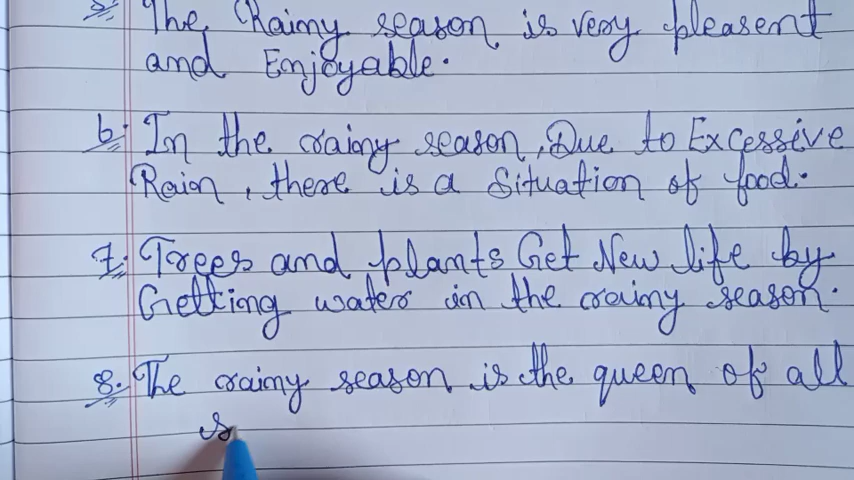 5. The Rainy season is very pleasent
and Enjoyable.
6. In the rainy season, Due to Excessive
Rain, there is a Situation of food.
7. Trees and plants Get New life by
Getting water in the rainy season.
8. The rainy season is the queen of all
s